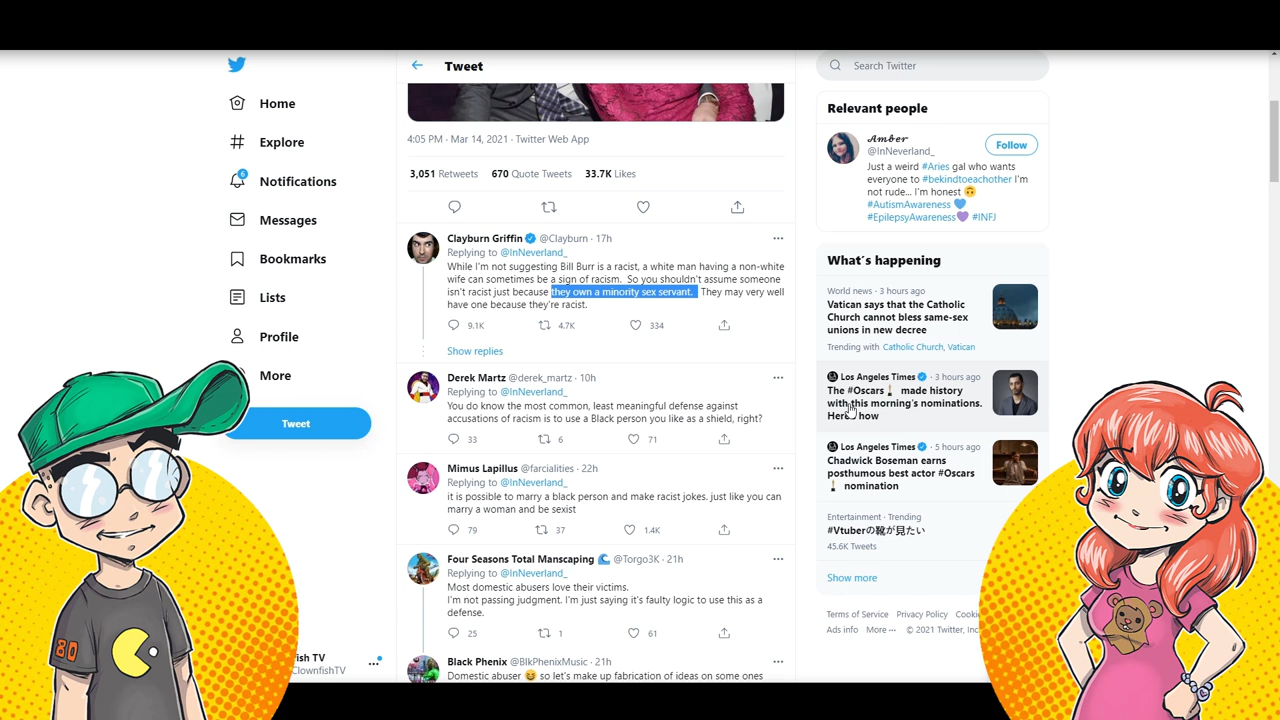 Home
Explore
6
Notifications
Messages
Bookmarks
Lists
Profile
More
Tweet
80
ish TV
ClownfishTV
Tweet
4:05 PM · Mar 14, 2021 · Twitter Web App
3,051 Retweets 670 Quote Tweets 33.7K Likes
Clayburn Griffin @Clayburn · 17h
Replying to @InNeverland_
While I'm not suggesting Bill Burr is a racist, a white man having a non-white
wife can sometimes be a sign of racism. So you shouldn't assume someone
isn't racist just because they own a minority sex servant. They may very well
have one because they're racist.
9.1K 4.7K 334
Show replies
Derek Martz @derek_martz · 10h
Replying to @InNeverland_
You do know the most common, least meaningful defense against
accusations of racism is to use a Black person you like as a shield, right?
33 6 71
Mimus Lapillus @farcialities · 22h
Replying to @InNeverland_
it is possible to marry a black person and make racist jokes. just like you can
marry a woman and be sexist
79 37 1.4K
Four Seasons Total Manscaping 🌊 @Torgo3K · 21h
Replying to @InNeverland_
Most domestic abusers love their victims.
I'm not passing judgment. I'm just saying it's faulty logic to use this as a
defense.
25 1 61
Black Phenix @BlkPhenixMusic · 21h
Domestic abuser 😄 so let's make up fabrication of ideas on some ones
Search Twitter
Relevant people
𝓐𝓶𝓫𝓮𝓻
@InNeverland_
Follow
Just a weird #Aries gal who wants
everyone to #bekindtoeachother I'm
not rude... I'm honest 🙃
#AutismAwareness 💙
#EpilepsyAwareness💜 #INFJ
What's happening
World news · 3 hours ago
Vatican says that the Catholic
Church cannot bless same-sex
unions in new decree
Trending with Catholic Church, Vatican
Los Angeles Times · 3 hours ago
The #Oscars made history
with this morning's nominations.
Here's how
Los Angeles Times · 5 hours ago
Chadwick Boseman earns
posthumous best actor #Oscars
nomination
Entertainment · Trending
#Vtuberの靴が見たい
45.6K Tweets
Show more
Terms of Service Privacy Policy Cookie
Ads info More ··· © 2021 Twitter, Inc.